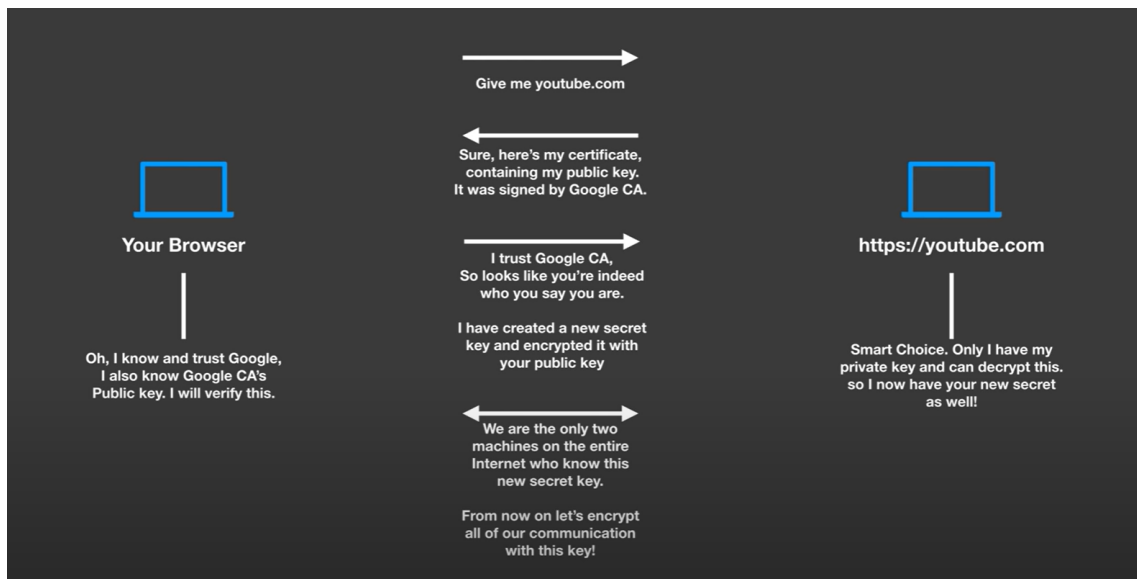 Give me youtube.com
Sure, here's my certificate,
containing my public key.
It was signed by Google CA.
Your Browser
https://youtube.com
I trust Google CA,
So looks like you're indeed
who you say you are.
I have created a new secret
key and encrypted it with
your public key
Oh, I know and trust Google,
I also know Google CA's
Public key. I will verify this.
Smart Choice. Only I have my
private key and can decrypt this.
so I now have your new secret
as well!
We are the only two
machines on the entire
Internet who know this
new secret key.
From now on let's encrypt
all of our communication
with this key!